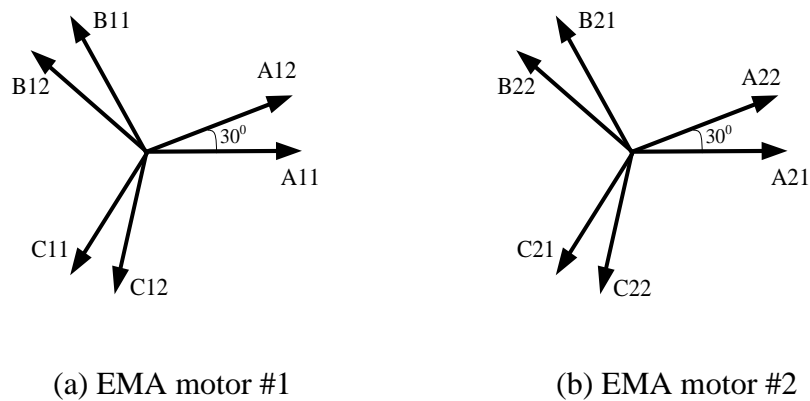 B11
B12
A12
30⁰
A11
C11
C12
B21
B22
A22
30⁰
A21
C21
C22
(a) EMA motor #1
(b) EMA motor #2